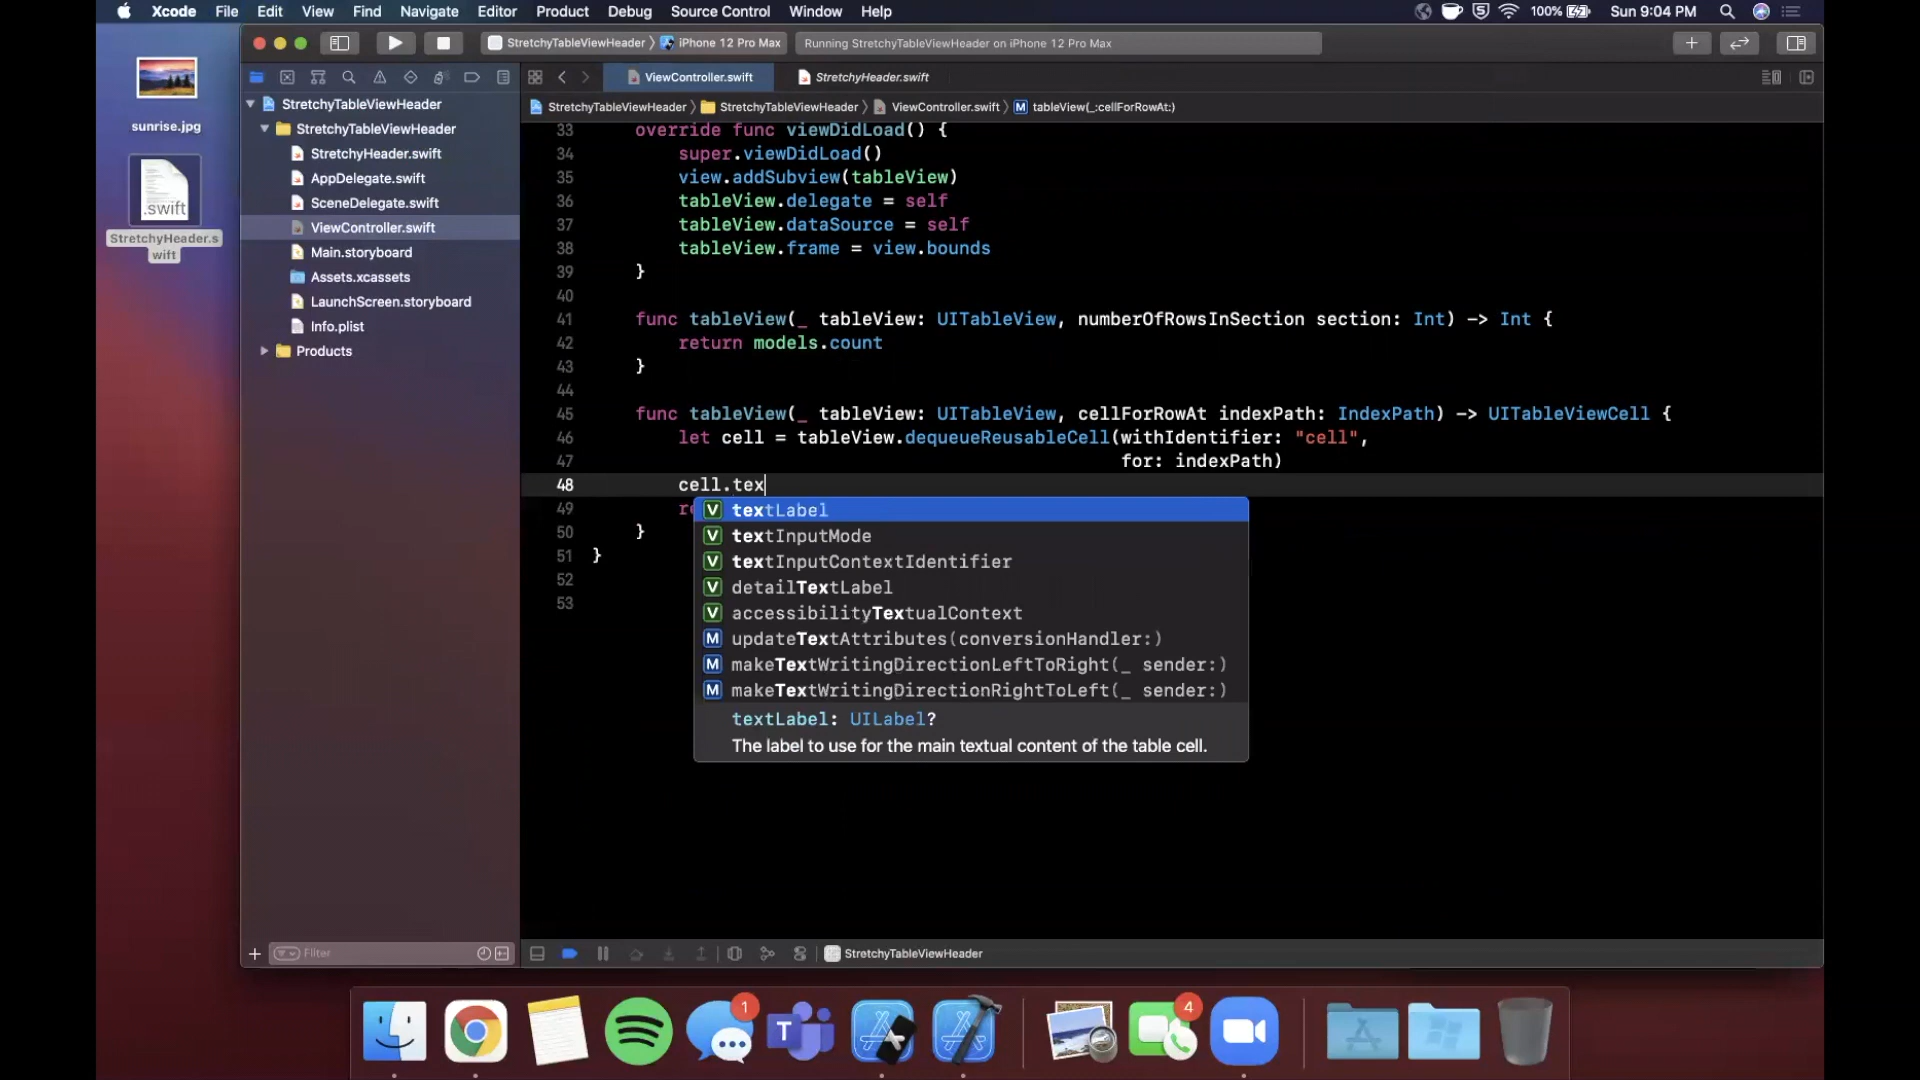 Xcode File Edit View Find Navigate Editor Product Debug Source Control Window Help 100% Sun 9:04 PM
StretchyTableViewHeader iPhone 12 Pro Max Running StretchyTableViewHeader on iPhone 12 Pro Max
ViewController.swift StretchyHeader.swift
StretchyTableViewHeader StretchyTableViewHeader ViewController.swift M tableView(_:cellForRowAt:)
sunrise.jpg
.swift
StretchyHeader.s
wift
StretchyTableViewHeader
StretchyTableViewHeader
StretchyHeader.swift
AppDelegate.swift
SceneDelegate.swift
ViewController.swift
Main.storyboard
Assets.xcassets
LaunchScreen.storyboard
Info.plist
Products
33 override func viewDidLoad() {
34 super.viewDidLoad()
35 view.addSubview(tableView)
36 tableView.delegate = self
37 tableView.dataSource = self
38 tableView.frame = view.bounds
39 }
40
41 func tableView(_ tableView: UITableView, numberOfRowsInSection section: Int) -> Int {
42 return models.count
43 }
44
45 func tableView(_ tableView: UITableView, cellForRowAt indexPath: IndexPath) -> UITableViewCell {
46 let cell = tableView.dequeueReusableCell(withIdentifier: "cell",
47 for: indexPath)
48 cell.tex
49 re
50 }
51 }
52
53
V textLabel
V textInputMode
V textInputContextIdentifier
V detailTextLabel
V accessibilityTextualContext
M updateTextAttributes(conversionHandler:)
M makeTextWritingDirectionLeftToRight(_ sender:)
M makeTextWritingDirectionRightToLeft(_ sender:)
textLabel: UILabel?
The label to use for the main textual content of the table cell.
Filter
StretchyTableViewHeader
1
T
4